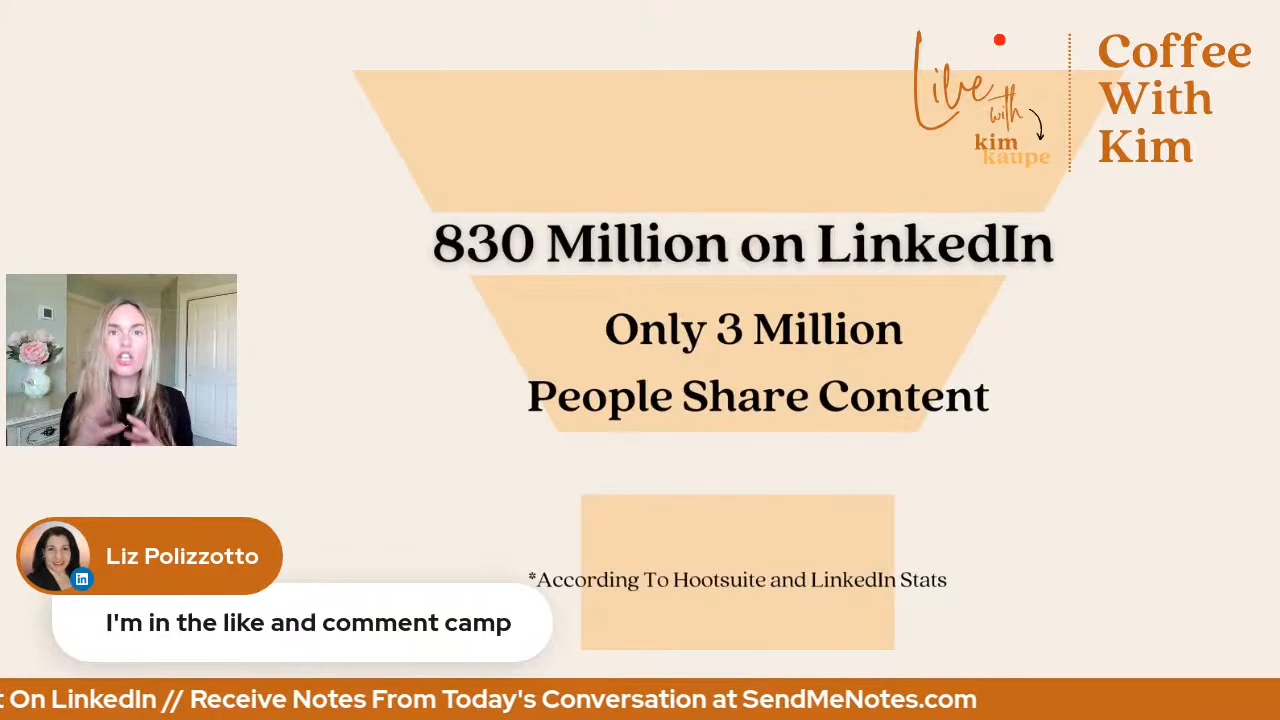 Live
with
kim
kaupe
Coffee
With
Kim
830 Million on LinkedIn
Only 3 Million
People Share Content
*According To Hootsuite and LinkedIn Stats
Liz Polizzotto
in
I'm in the like and comment camp
t On LinkedIn // Receive Notes From Today's Conversation at SendMeNotes.com